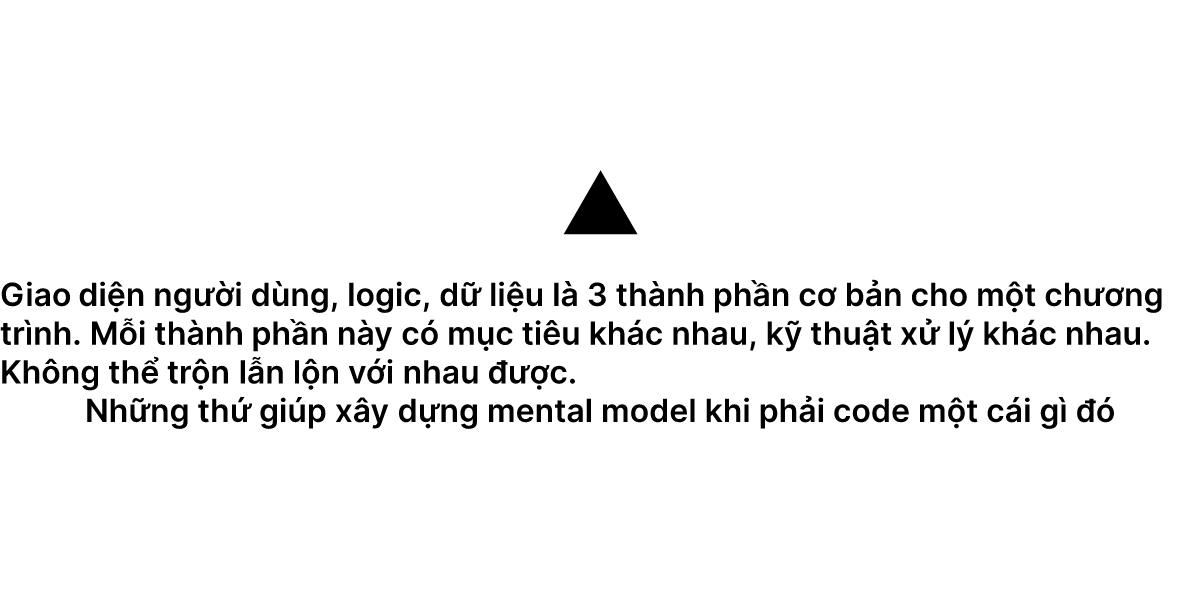 Giao diện người dùng, logic, dữ liệu là 3 thành phần cơ bản cho một chương
trình. Mỗi thành phần này có mục tiêu khác nhau, kỹ thuật xử lý khác nhau.
Không thể trộn lẫn lộn với nhau được.
Những thứ giúp xây dựng mental model khi phải code một cái gì đó